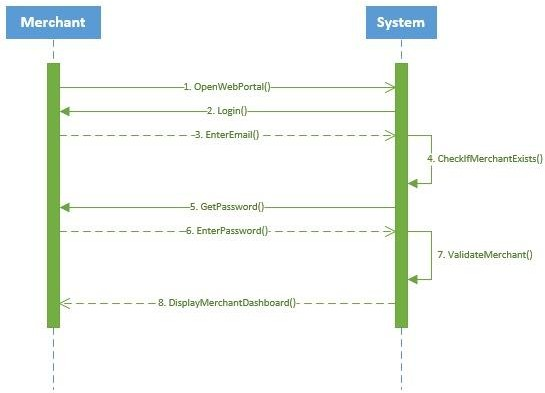 Merchant
System
1. OpenWebPortal()
2. Login()
3. EnterEmail()
4. CheckIfMerchantExists()
5. GetPassword()
6. EnterPassword()
7. ValidateMerchant()
8. DisplayMerchantDashboard()